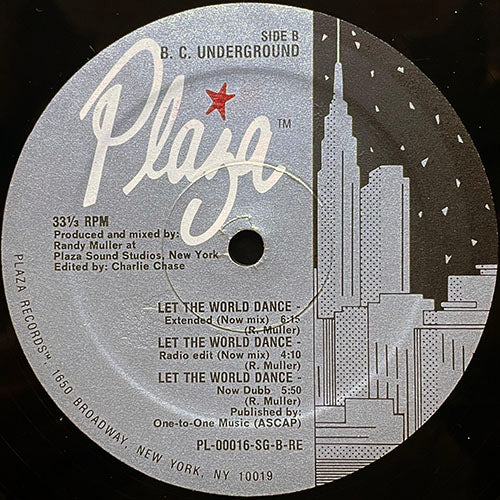 SIDE B
B. C. UNDERGROUND
Plaza™
33⅓ RPM
Produced and mixed by:
Randy Muller at
Plaza Sound Studios, New York
Edited by: Charlie Chase
LET THE WORLD DANCE -
Extended (Now mix) 6:15
(R. Muller)
LET THE WORLD DANCE -
Radio edit (Now mix) 4:10
(R. Muller)
LET THE WORLD DANCE -
Now Dubb 5:50
(R. Muller)
Published by:
One-to-One Music (ASCAP)
PL-00016-SG-B-RE
PLAZA RECORDS™ · 1650 BROADWAY, NEW YORK, NY 10019